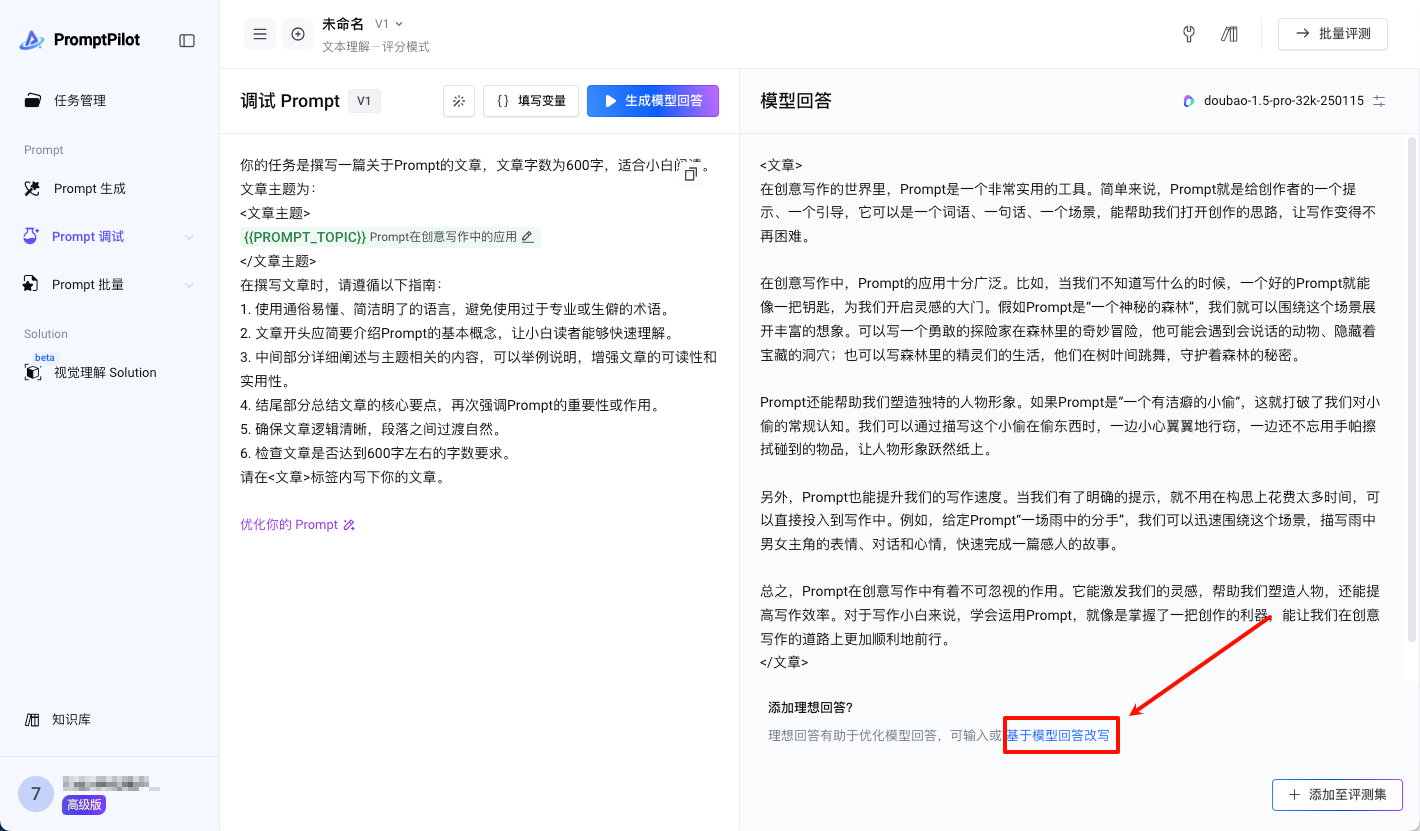 PromptPilot
任务管理
Prompt
Prompt 生成
Prompt 调试
Prompt 批量
Solution
beta
视觉理解 Solution
知识库
7
高级版
未命名 V1
文本理解－评分模式
批量评测
调试 Prompt V1
{} 填写变量
生成模型回答
你的任务是撰写一篇关于Prompt的文章，文章字数为600字，适合小白阅读。
文章主题为：
<文章主题>
{{PROMPT_TOPIC}} Prompt在创意写作中的应用
</文章主题>
在撰写文章时，请遵循以下指南：
1. 使用通俗易懂、简洁明了的语言，避免使用过于专业或生僻的术语。
2. 文章开头应简要介绍Prompt的基本概念，让小白读者能够快速理解。
3. 中间部分详细阐述与主题相关的内容，可以举例说明，增强文章的可读性和
实用性。
4. 结尾部分总结文章的核心要点，再次强调Prompt的重要性或作用。
5. 确保文章逻辑清晰，段落之间过渡自然。
6. 检查文章是否达到600字左右的字数要求。
请在<文章>标签内写下你的文章。
优化你的 Prompt
模型回答
doubao-1.5-pro-32k-250115
<文章>
在创意写作的世界里，Prompt是一个非常实用的工具。简单来说，Prompt就是给创作者的一个提
示、一个引导，它可以是一个词语、一句话、一个场景，能帮助我们打开创作的思路，让写作变得不
再困难。
在创意写作中，Prompt的应用十分广泛。比如，当我们不知道写什么的时候，一个好的Prompt就能
像一把钥匙，为我们开启灵感的大门。假如Prompt是“一个神秘的森林”，我们就可以围绕这个场景展
开丰富的想象。可以写一个勇敢的探险家在森林里的奇妙冒险，他可能会遇到会说话的动物、隐藏着
宝藏的洞穴；也可以写森林里的精灵们的生活，他们在树叶间跳舞，守护着森林的秘密。
Prompt还能帮助我们塑造独特的人物形象。如果Prompt是“一个有洁癖的小偷”，这就打破了我们对小
偷的常规认知。我们可以通过描写这个小偷在偷东西时，一边小心翼翼地行窃，一边还不忘用手帕擦
拭碰到的物品，让人物形象跃然纸上。
另外，Prompt也能提升我们的写作速度。当我们有了明确的提示，就不用在构思上花费太多时间，可
以直接投入到写作中。例如，给定Prompt“一场雨中的分手”，我们可以迅速围绕这个场景，描写雨中
男女主角的表情、对话和心情，快速完成一篇感人的故事。
总之，Prompt在创意写作中有着不可忽视的作用。它能激发我们的灵感，帮助我们塑造人物，还能提
高写作效率。对于写作小白来说，学会运用Prompt，就像是掌握了一把创作的利器，能让我们在创意
写作的道路上更加顺利地前行。
</文章>
添加理想回答?
理想回答有助于优化模型回答，可输入或 基于模型回答改写
添加至评测集